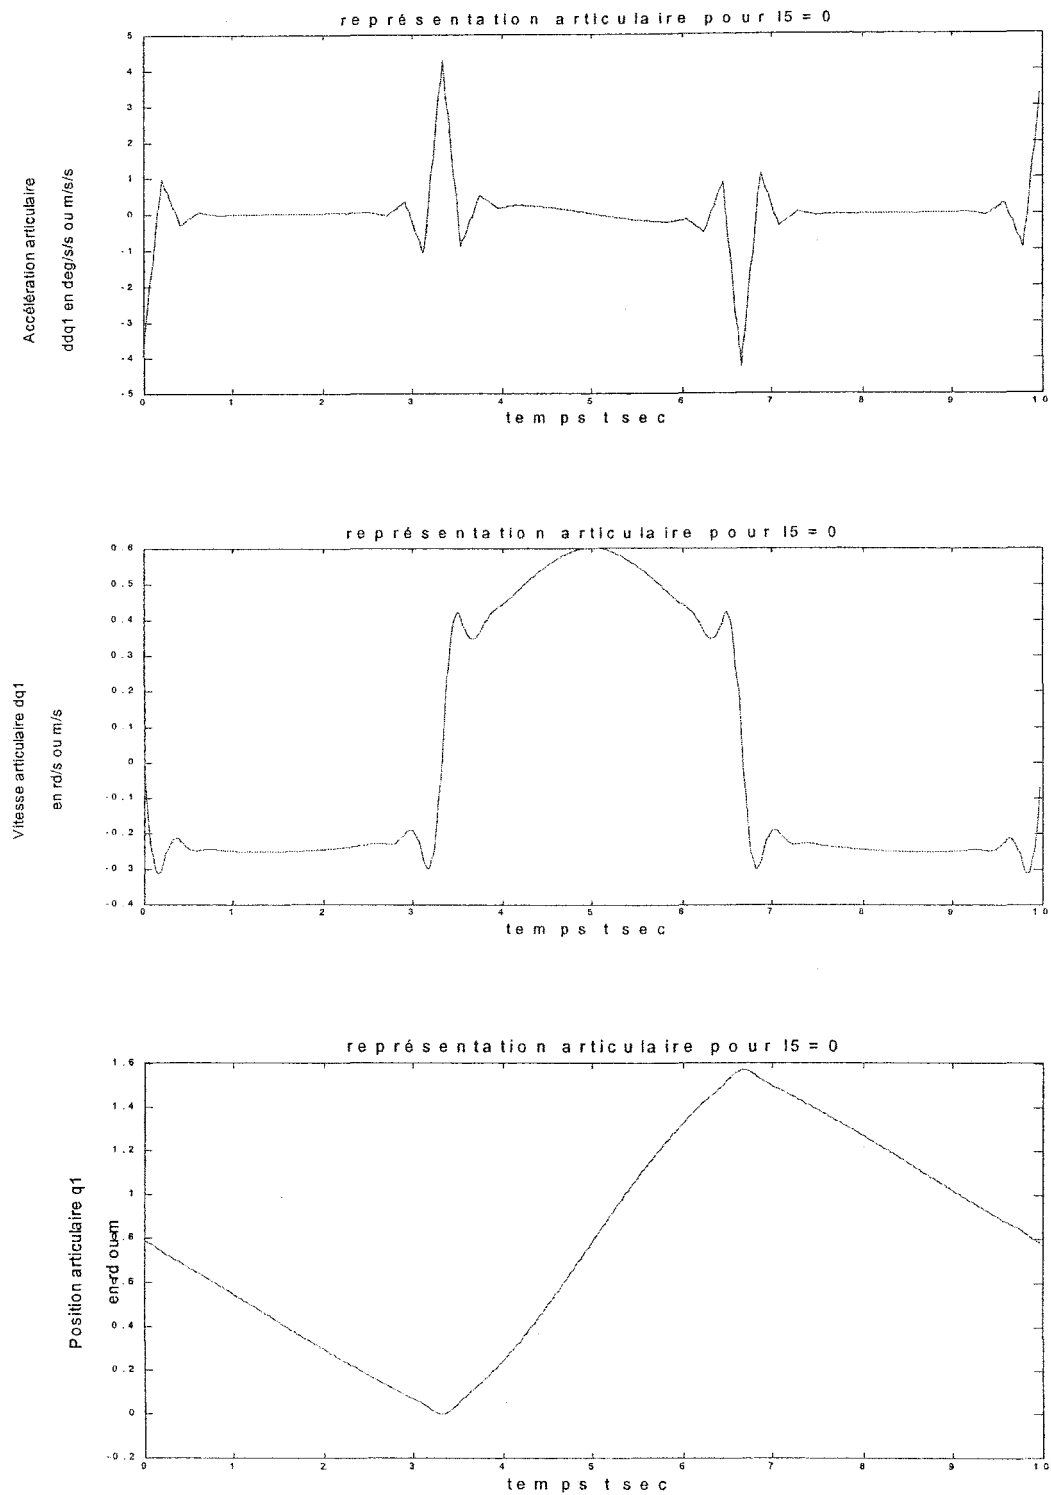 représentation articulaire pour l5 = 0
5
4
3
2
1
0
-1
-2
-3
-4
-5
Accélération articulaire
ddq1 en deg/s/s ou m/s/s
0 1 2 3 4 5 6 7 8 9 10
temps t sec
représentation articulaire pour l5 = 0
0.6
0.5
0.4
0.3
0.2
0.1
0
-0.1
-0.2
-0.3
-0.4
Vitesse articulaire dq1
en rd/s ou m/s
0 1 2 3 4 5 6 7 8 9 10
temps t sec
représentation articulaire pour l5 = 0
1.6
1.4
1.2
1
0.8
0.6
0.4
0.2
0
-0.2
Position articulaire q1
en rd ou m
0 1 2 3 4 5 6 7 8 9 10
temps t sec